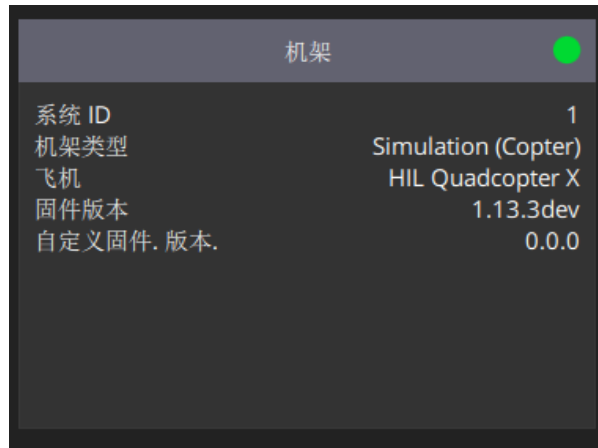 机架
系统 ID 1
机架类型 Simulation (Copter)
飞机 HIL Quadcopter X
固件版本 1.13.3dev
自定义固件. 版本. 0.0.0